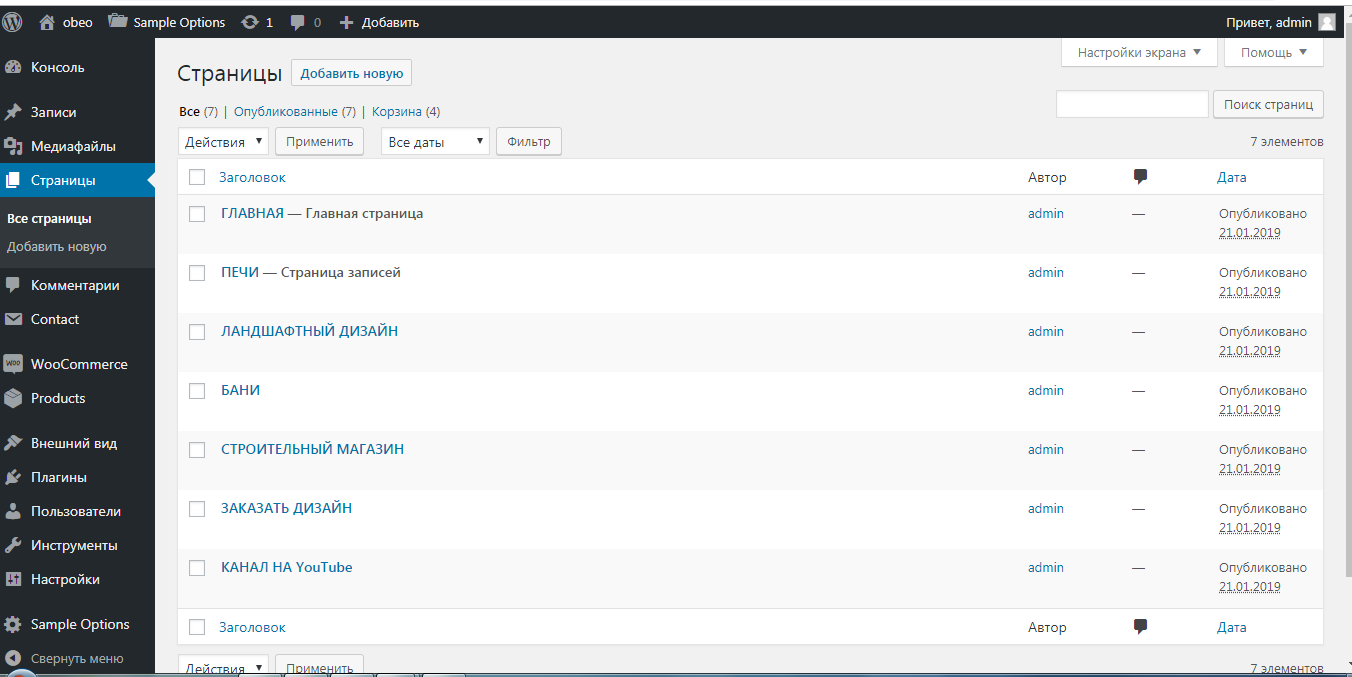 obeo Sample Options 1 0 Добавить Привет, admin
Настройки экрана Помощь
Консоль
Записи
Медиафайлы
Страницы
Все страницы
Добавить новую
Комментарии
Contact
WOO WooCommerce
Products
Внешний вид
Плагины
Пользователи
Инструменты
Настройки
Sample Options
Свернуть меню
Страницы Добавить новую
Все (7) | Опубликованные (7) | Корзина (4)
Поиск страниц
Действия Применить Все даты Фильтр 7 элементов
Заголовок Автор Дата
ГЛАВНАЯ — Главная страница admin — Опубликовано
21.01.2019
ПЕЧИ — Страница записей admin — Опубликовано
21.01.2019
ЛАНДШАФТНЫЙ ДИЗАЙН admin — Опубликовано
21.01.2019
БАНИ admin — Опубликовано
21.01.2019
СТРОИТЕЛЬНЫЙ МАГАЗИН admin — Опубликовано
21.01.2019
ЗАКАЗАТЬ ДИЗАЙН admin — Опубликовано
21.01.2019
КАНАЛ НА YouTube admin — Опубликовано
21.01.2019
Заголовок Автор Дата
Действия Применить 7 элементов